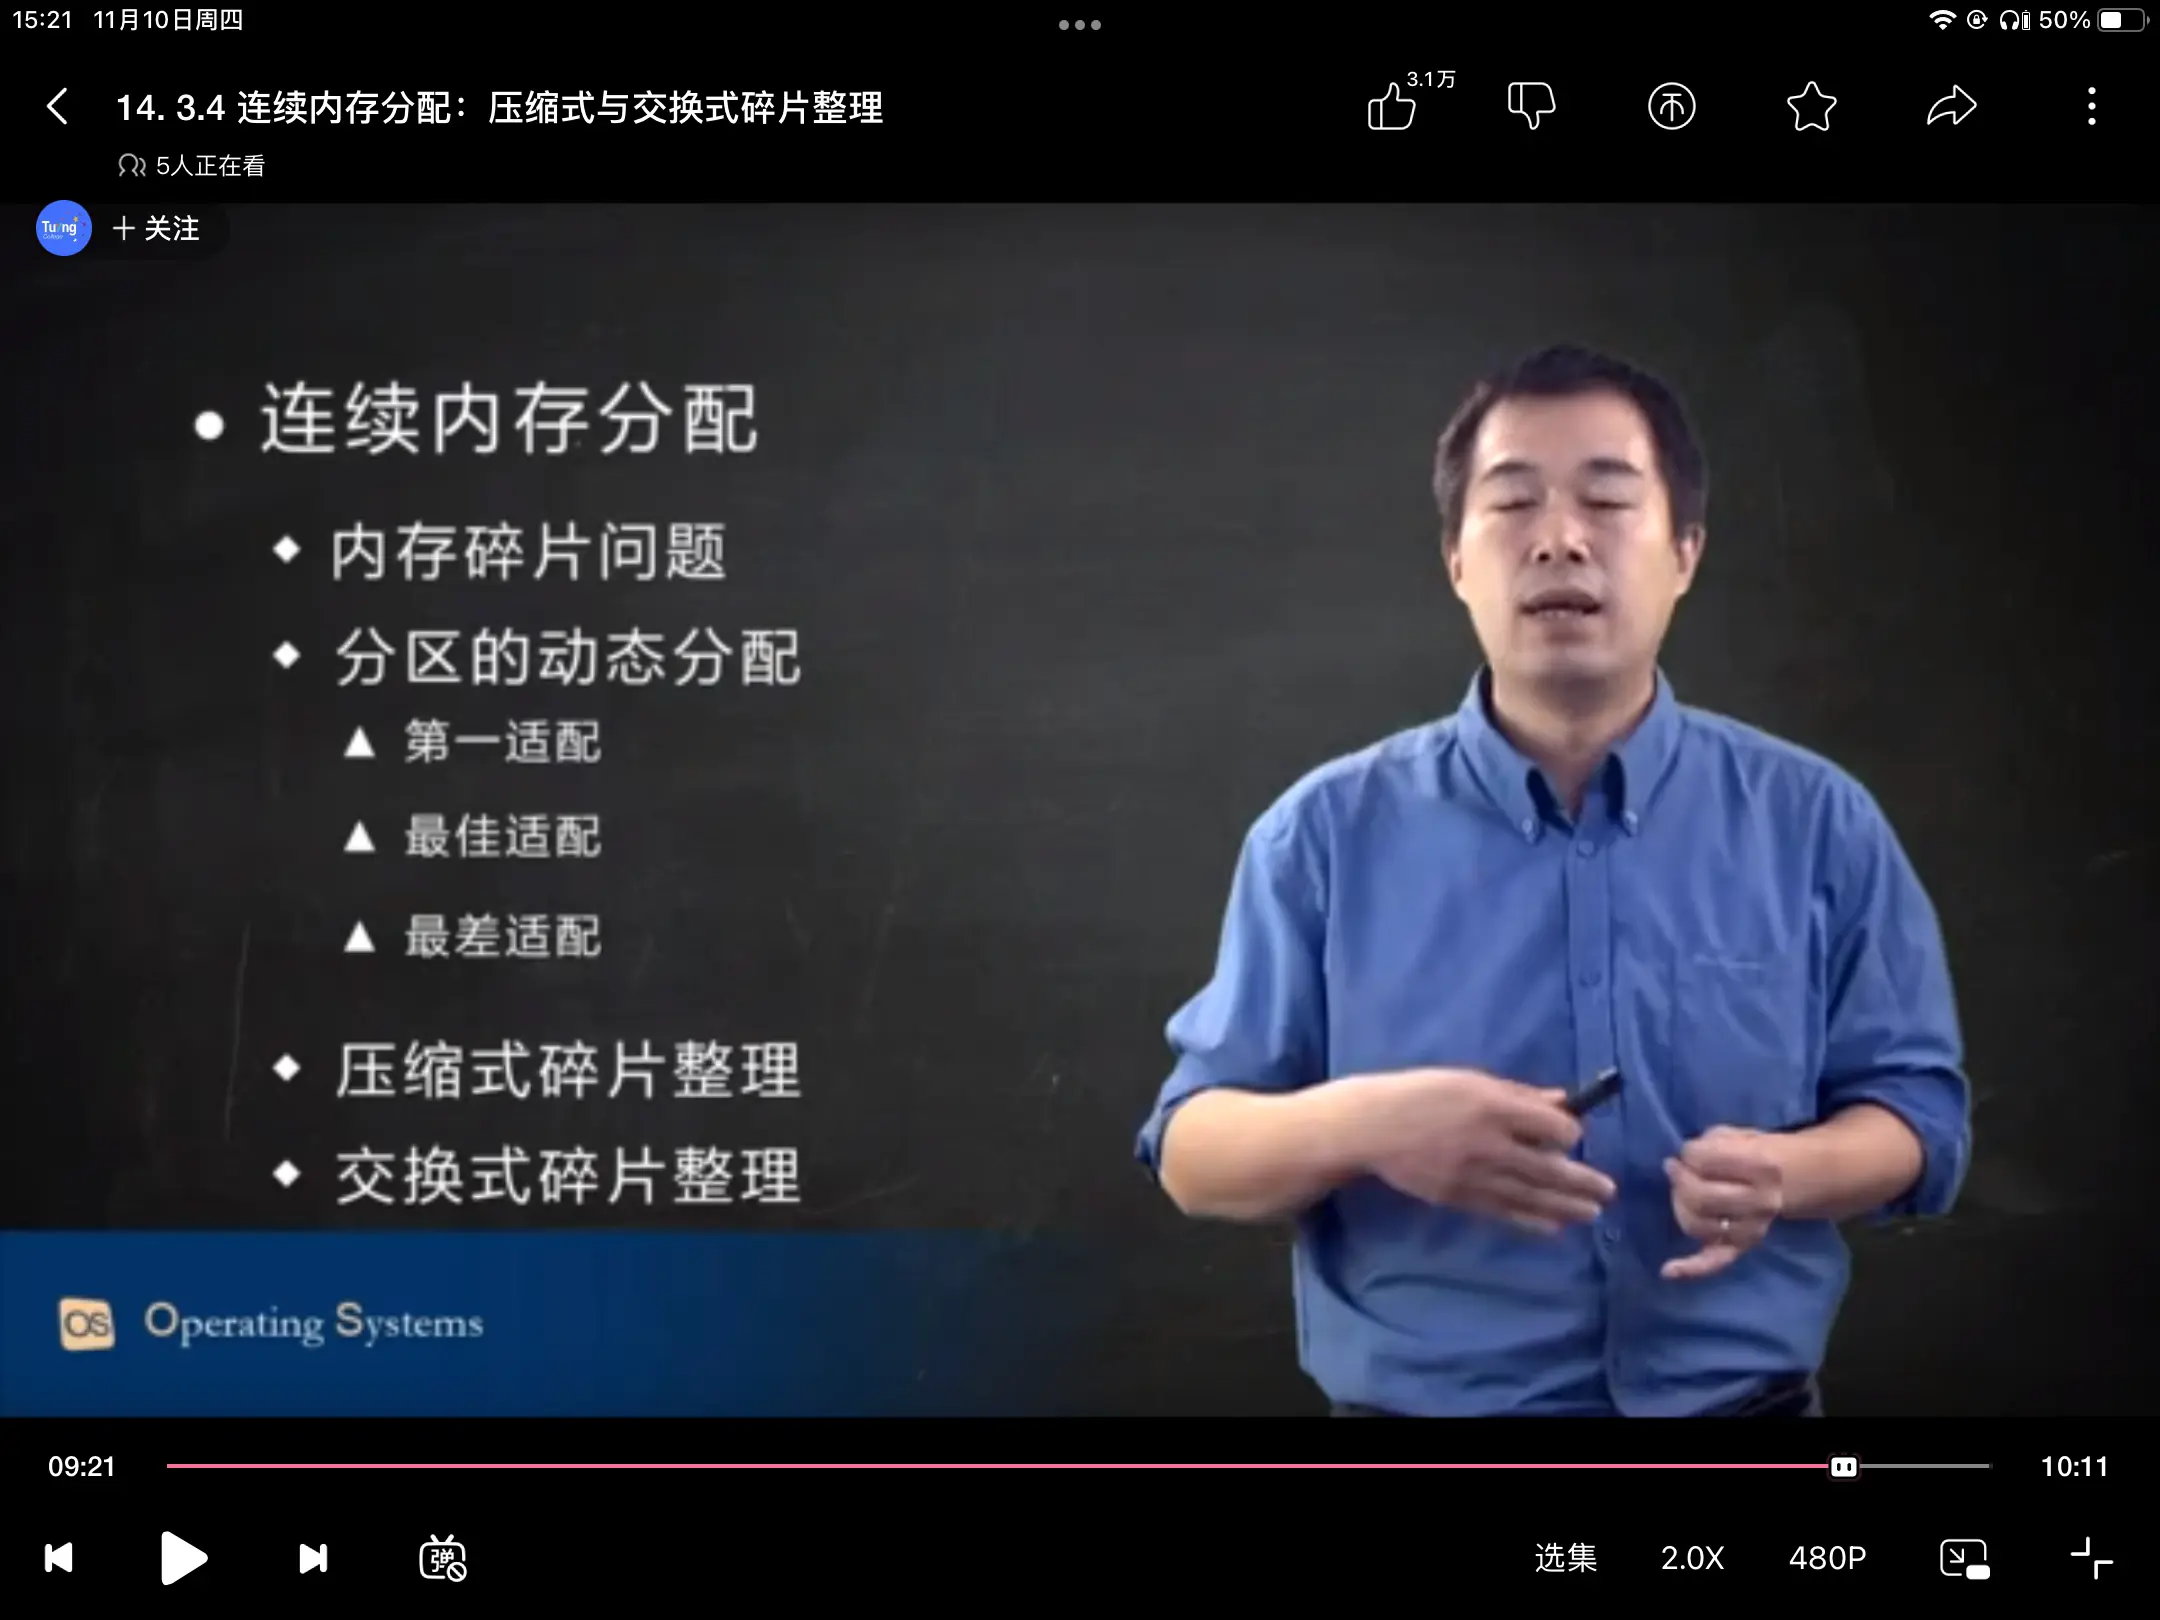 15:21 11月10日周四
50%
14. 3.4 连续内存分配：压缩式与交换式碎片整理
3.1万
5人正在看
Tu/ng
+ 关注
● 连续内存分配
◆ 内存碎片问题
◆ 分区的动态分配
▲ 第一适配
▲ 最佳适配
▲ 最差适配
◆ 压缩式碎片整理
◆ 交换式碎片整理
OS Operating Systems
09:21
10:11
弹
选集 2.0X 480P